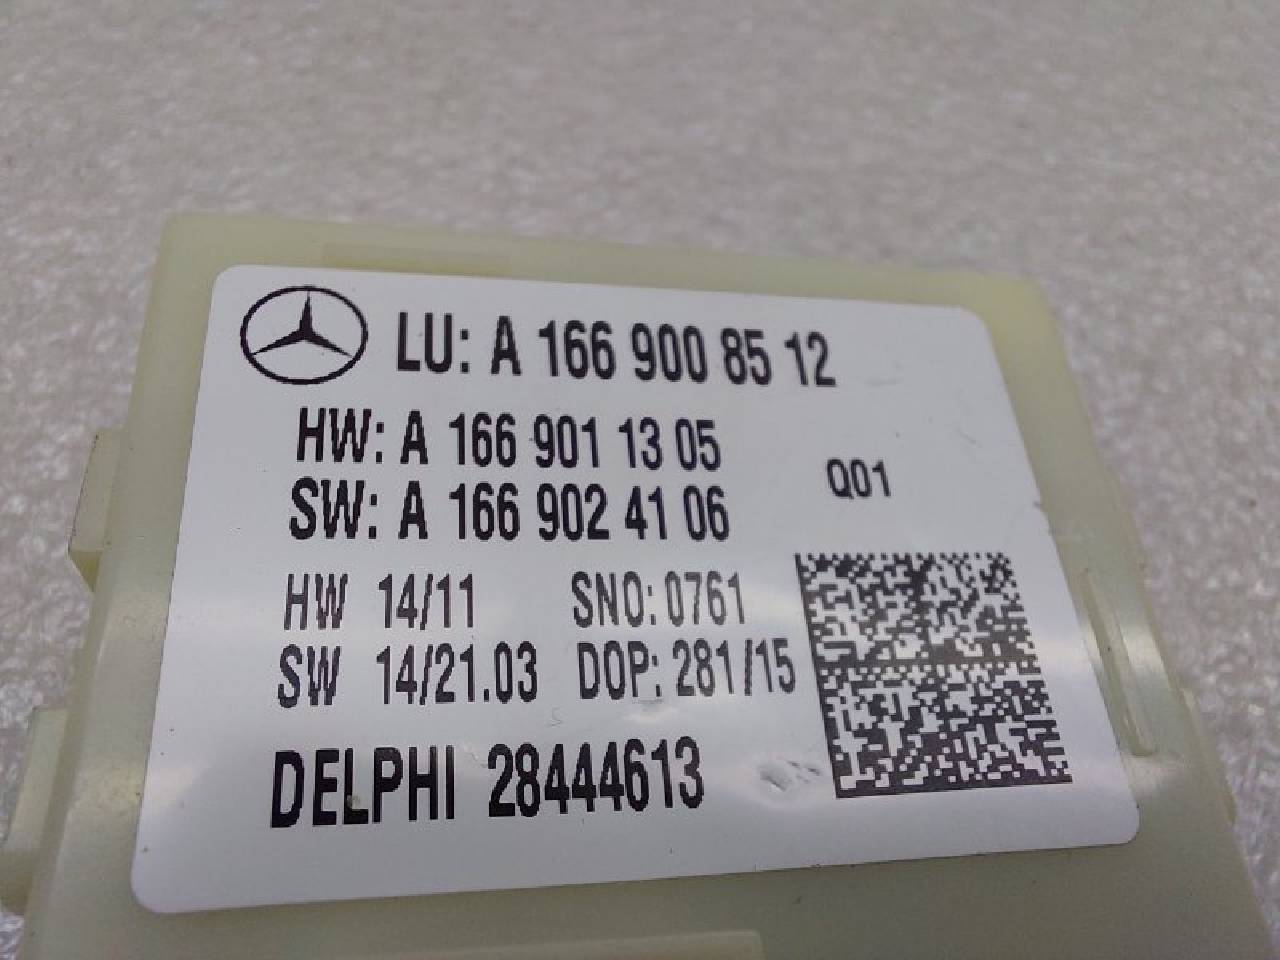 LU: A 166 900 85 12
HW: A 166 901 13 05
SW: A 166 902 41 06
Q01
HW 14/11 SNO: 0761
SW 14/21.03 DOP: 281/15
DELPHI 28444613